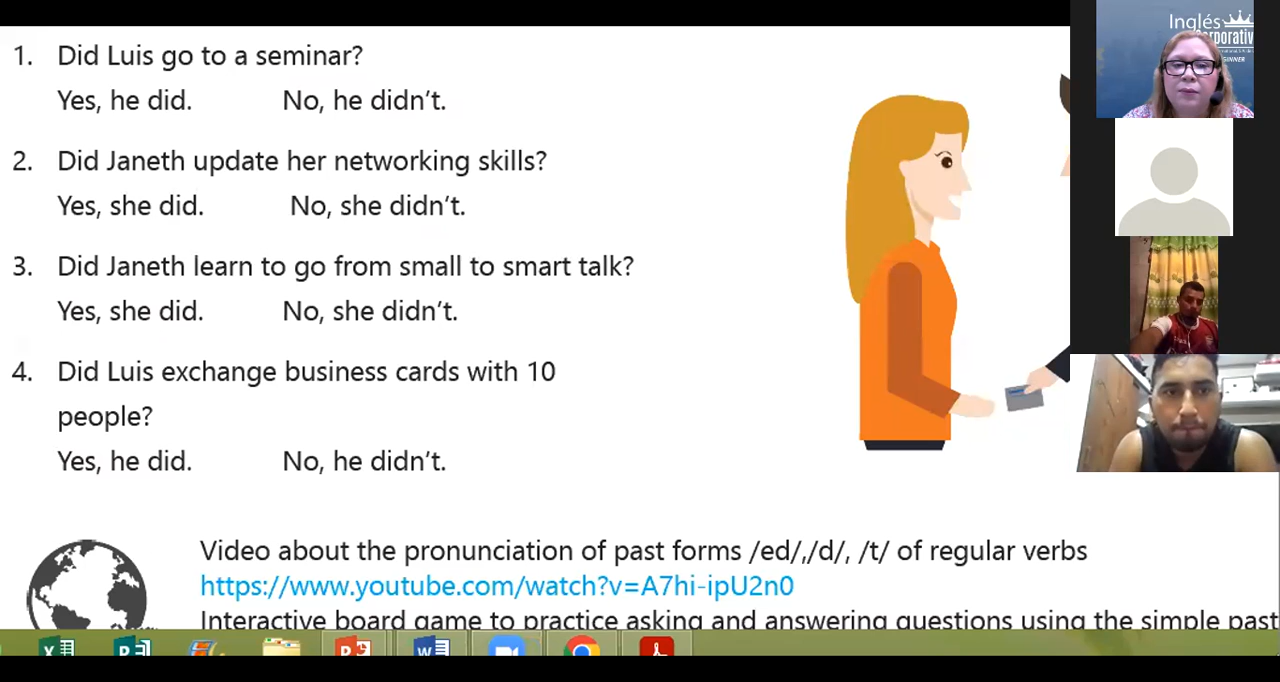 1. Did Luis go to a seminar?
Yes, he did. No, he didn't.
2. Did Janeth update her networking skills?
Yes, she did. No, she didn't.
3. Did Janeth learn to go from small to smart talk?
Yes, she did. No, she didn't.
4. Did Luis exchange business cards with 10
people?
Yes, he did. No, he didn't.
Video about the pronunciation of past forms /ed/,/d/, /t/ of regular verbs
https://www.youtube.com/watch?v=A7hi-ipU2n0
Interactive board game to practice asking and answering questions using the simple past
Inglés